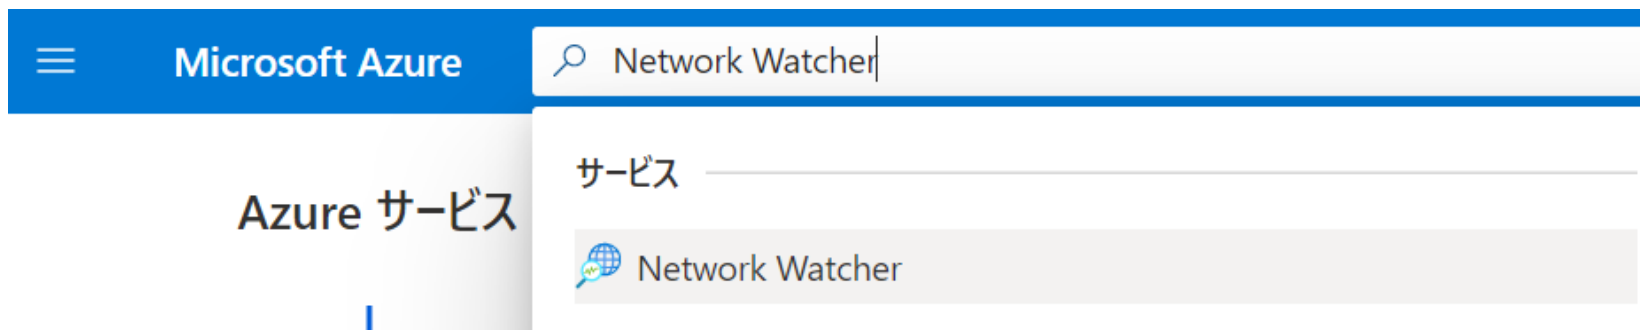 Microsoft Azure
Network Watcher
サービス
Azure サービス
Network Watcher